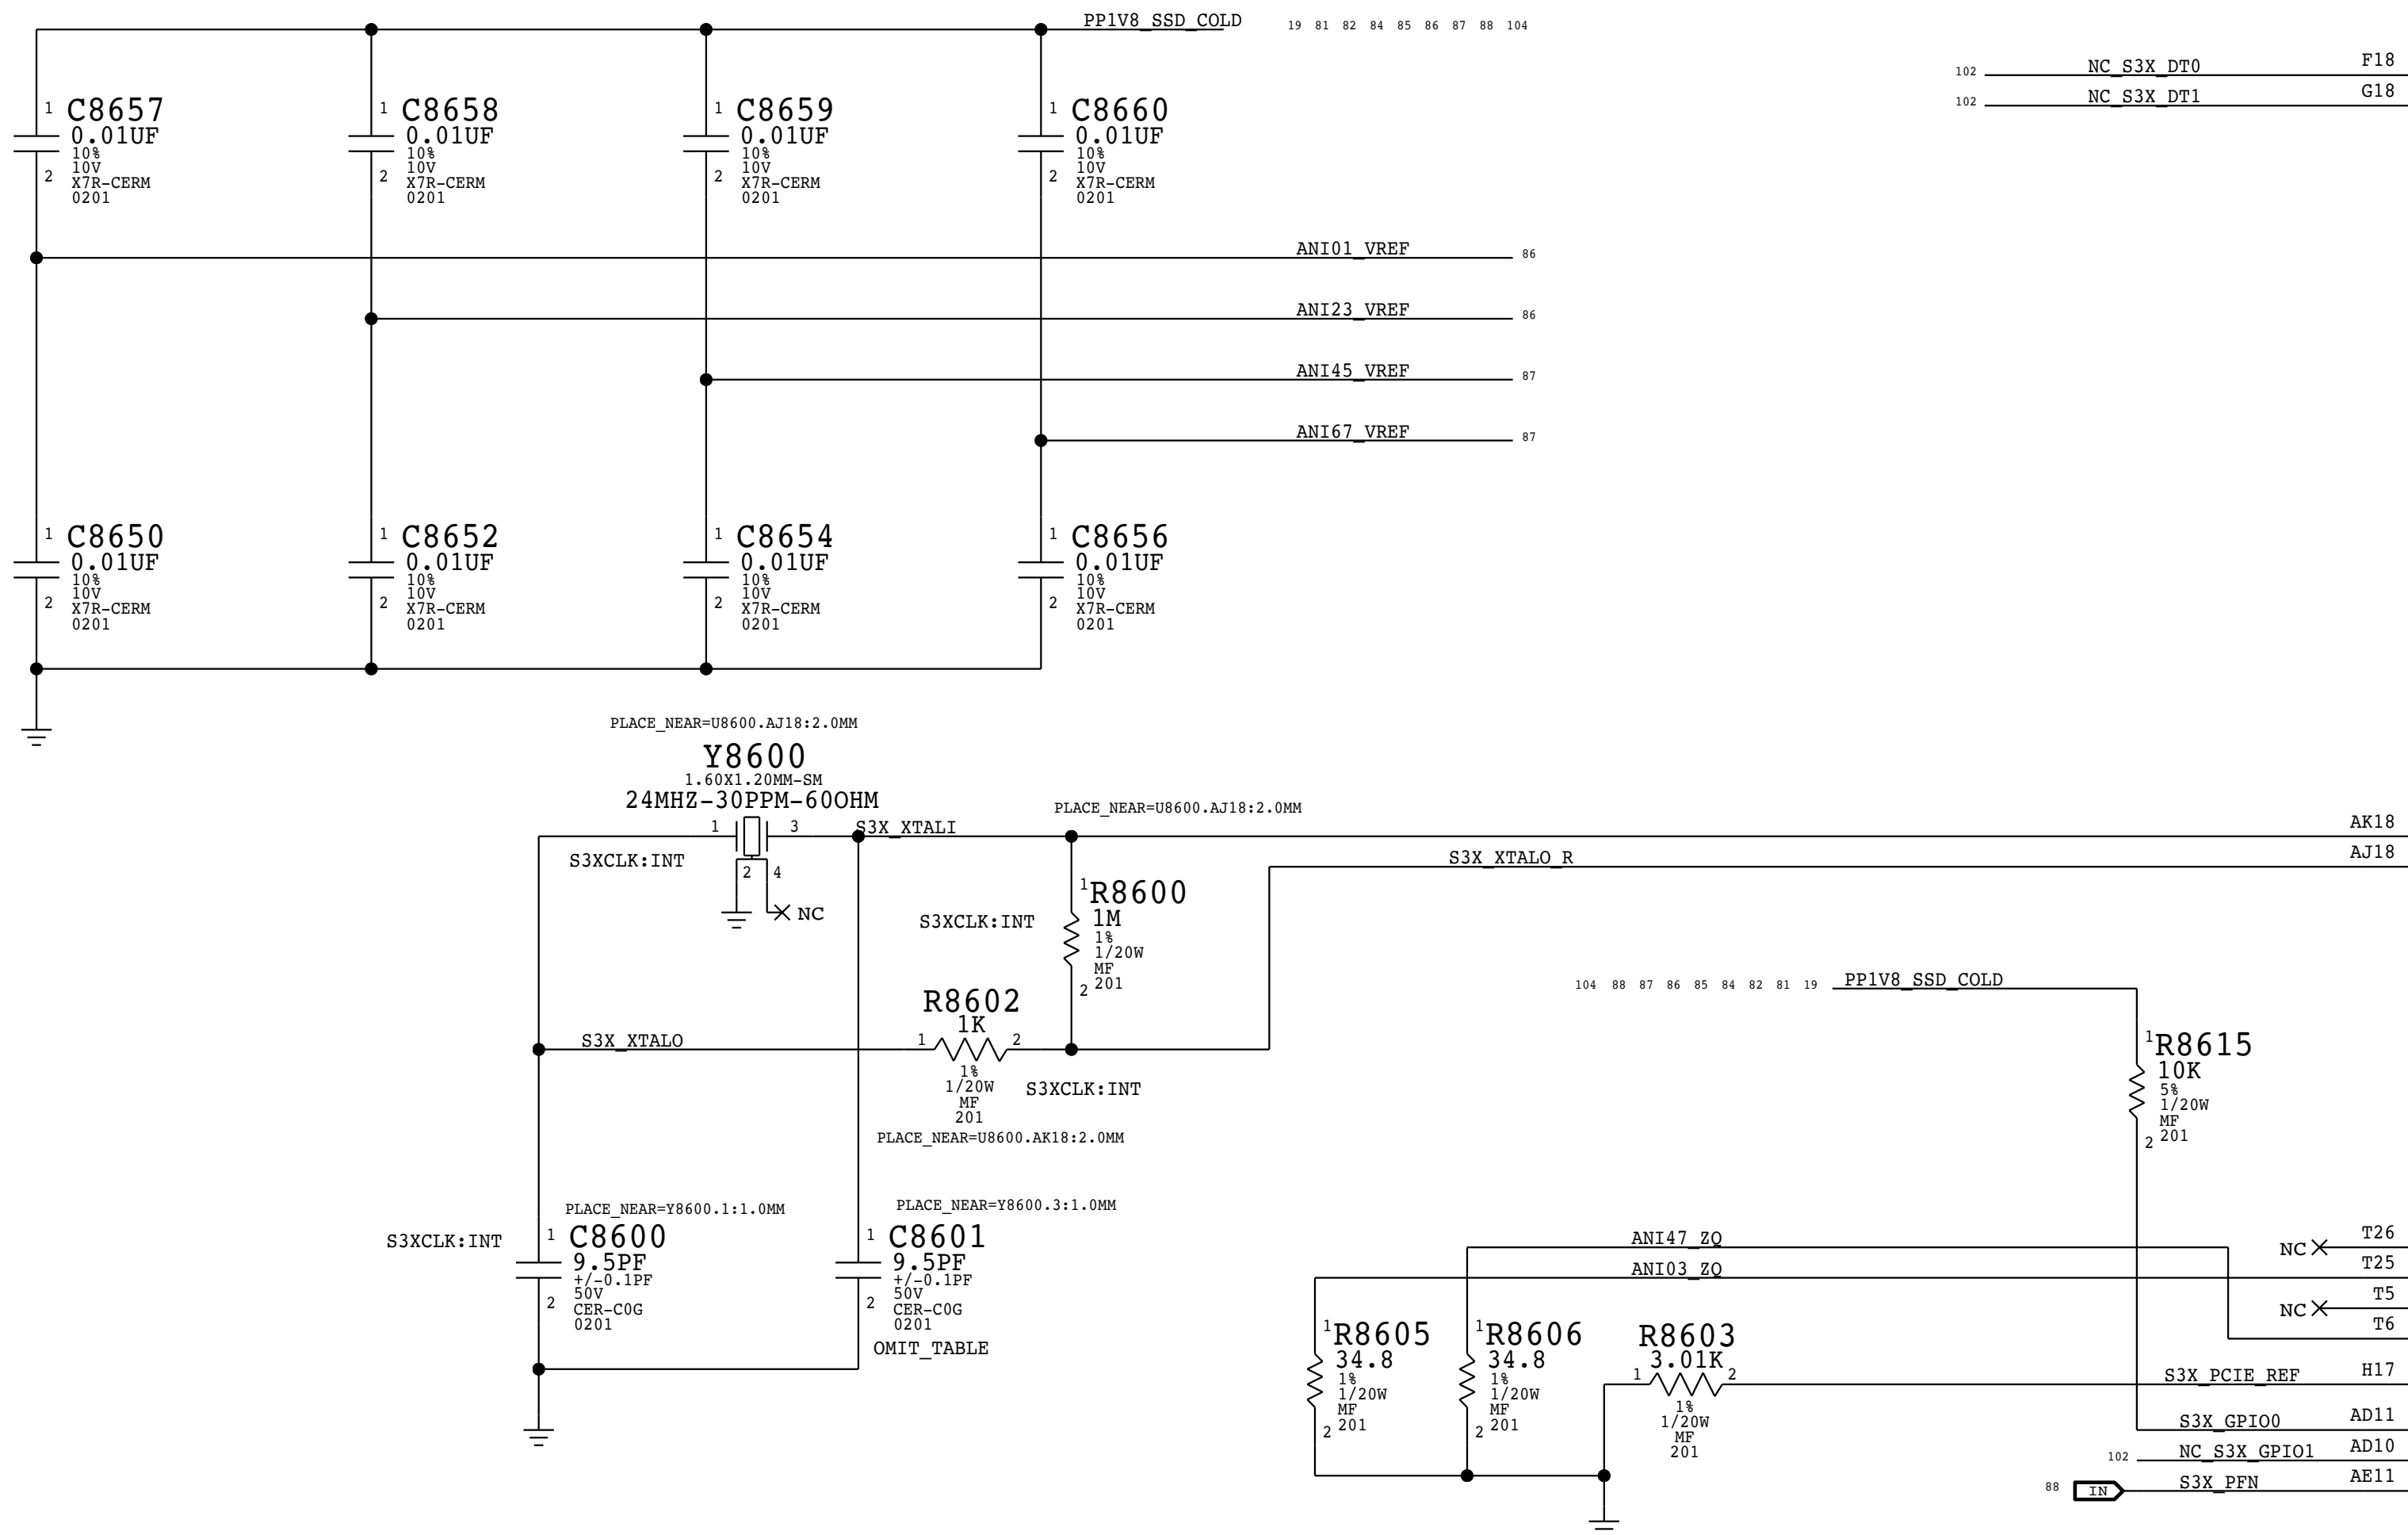 PP1V8_SSD_COLD 19 81 82 84 85 86 87 88 104
102 NC_S3X_DT0 F18
102 NC_S3X_DT1 G18
1 C8657
0.01UF
10%
10V
2 X7R-CERM
0201
1 C8658
0.01UF
10%
10V
2 X7R-CERM
0201
1 C8659
0.01UF
10%
10V
2 X7R-CERM
0201
1 C8660
0.01UF
10%
10V
2 X7R-CERM
0201
ANI01_VREF 86
ANI23_VREF 86
ANI45_VREF 87
ANI67_VREF 87
1 C8650
0.01UF
10%
10V
2 X7R-CERM
0201
1 C8652
0.01UF
10%
10V
2 X7R-CERM
0201
1 C8654
0.01UF
10%
10V
2 X7R-CERM
0201
1 C8656
0.01UF
10%
10V
2 X7R-CERM
0201
PLACE_NEAR=U8600.AJ18:2.0MM
Y8600
1.60X1.20MM-SM
24MHZ-30PPM-60OHM
1 3 S3X_XTALI
S3XCLK:INT
2 4
NC
PLACE_NEAR=U8600.AJ18:2.0MM
AK18
S3X_XTALO_R AJ18
1 R8600
S3XCLK:INT 1M
1%
1/20W
MF
2 201
R8602
1K
S3X_XTALO 1 2
1%
1/20W
MF
201
S3XCLK:INT
PLACE_NEAR=U8600.AK18:2.0MM
104 88 87 86 85 84 82 81 19 PP1V8_SSD_COLD
1 R8615
10K
5%
1/20W
MF
2 201
PLACE_NEAR=Y8600.1:1.0MM
S3XCLK:INT 1 C8600
9.5PF
+/-0.1PF
50V
2 CER-C0G
0201
PLACE_NEAR=Y8600.3:1.0MM
1 C8601
9.5PF
+/-0.1PF
50V
2 CER-C0G
0201
OMIT_TABLE
ANI47_ZQ
ANI03_ZQ
NC T26
T25
NC T5
T6
1 R8605
34.8
1%
1/20W
MF
2 201
1 R8606
34.8
1%
1/20W
MF
2 201
R8603
3.01K
1 2
1%
1/20W
MF
201
S3X_PCIE_REF H17
S3X_GPIO0 AD11
102 NC_S3X_GPIO1 AD10
88 IN S3X_PFN AE11